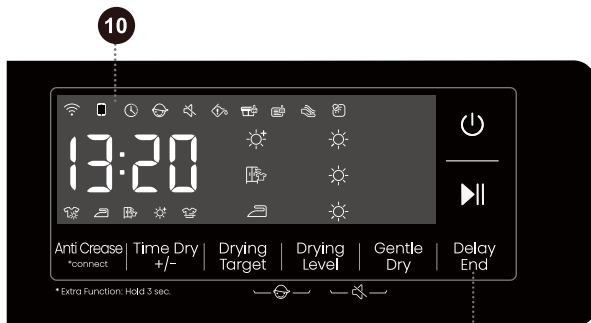 10
13:20
Anti Crease | Time Dry | Drying | Drying | Gentle | Delay
*connect | +/- | Target | Level | Dry | End
* Extra Function: Hold 3 sec.